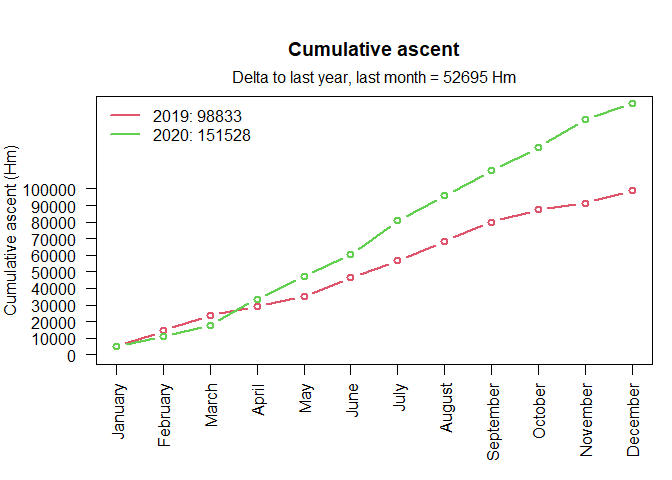 Cumulative ascent
Delta to last year, last month = 52695 Hm
2019: 98833
2020: 151528
Cumulative ascent (Hm)
100000
90000
80000
70000
60000
50000
40000
30000
20000
10000
0
January
February
March
April
May
June
July
August
September
October
November
December